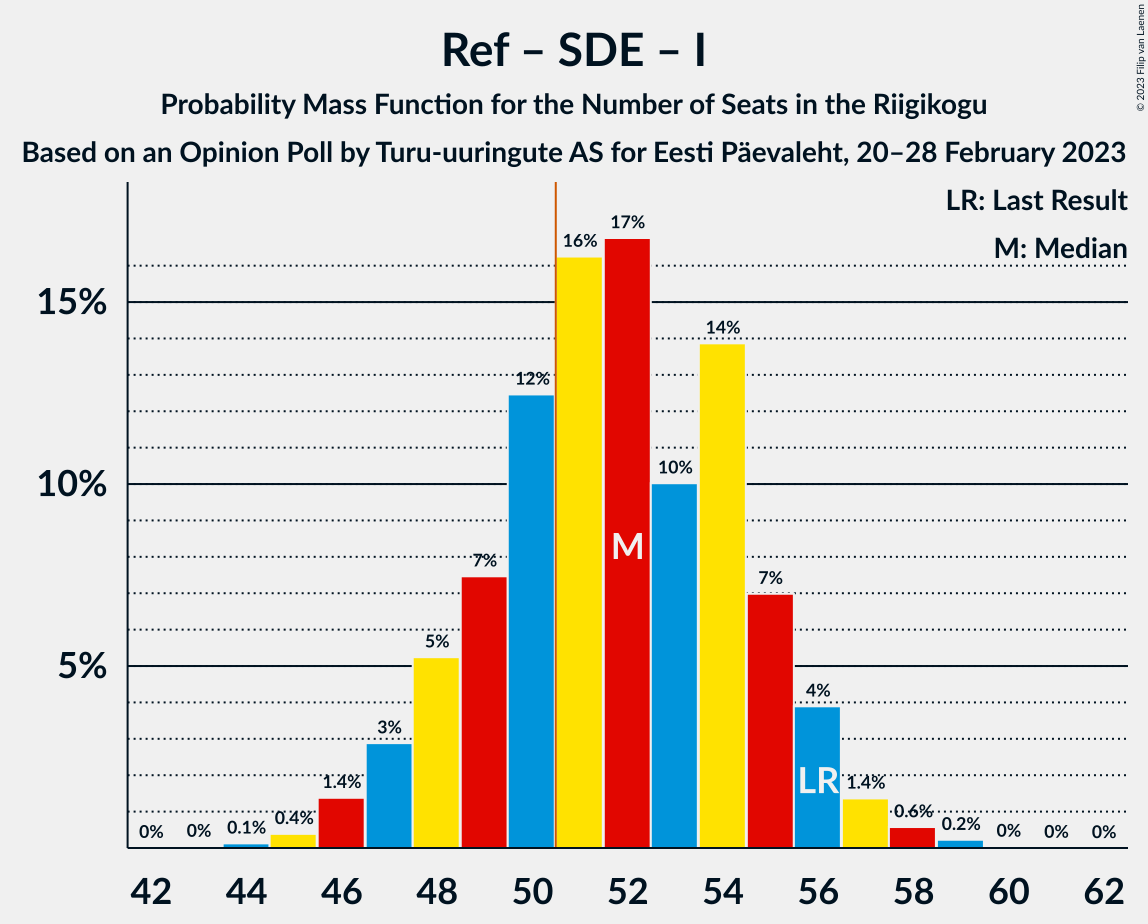 Ref – SDE – I
Probability Mass Function for the Number of Seats in the Riigikogu
Based on an Opinion Poll by Turu-uuringute AS for Eesti Päevaleht, 20–28 February 2023
© 2023 Filip van Laenen
LR: Last Result
M: Median
15%
10%
5%
0% 0% 0.1% 0.4% 1.4% 3% 5% 7% 12% 16% 17% 10% 14% 7% 4% 1.4% 0.6% 0.2% 0% 0% 0%
M
LR
42 44 46 48 50 52 54 56 58 60 62